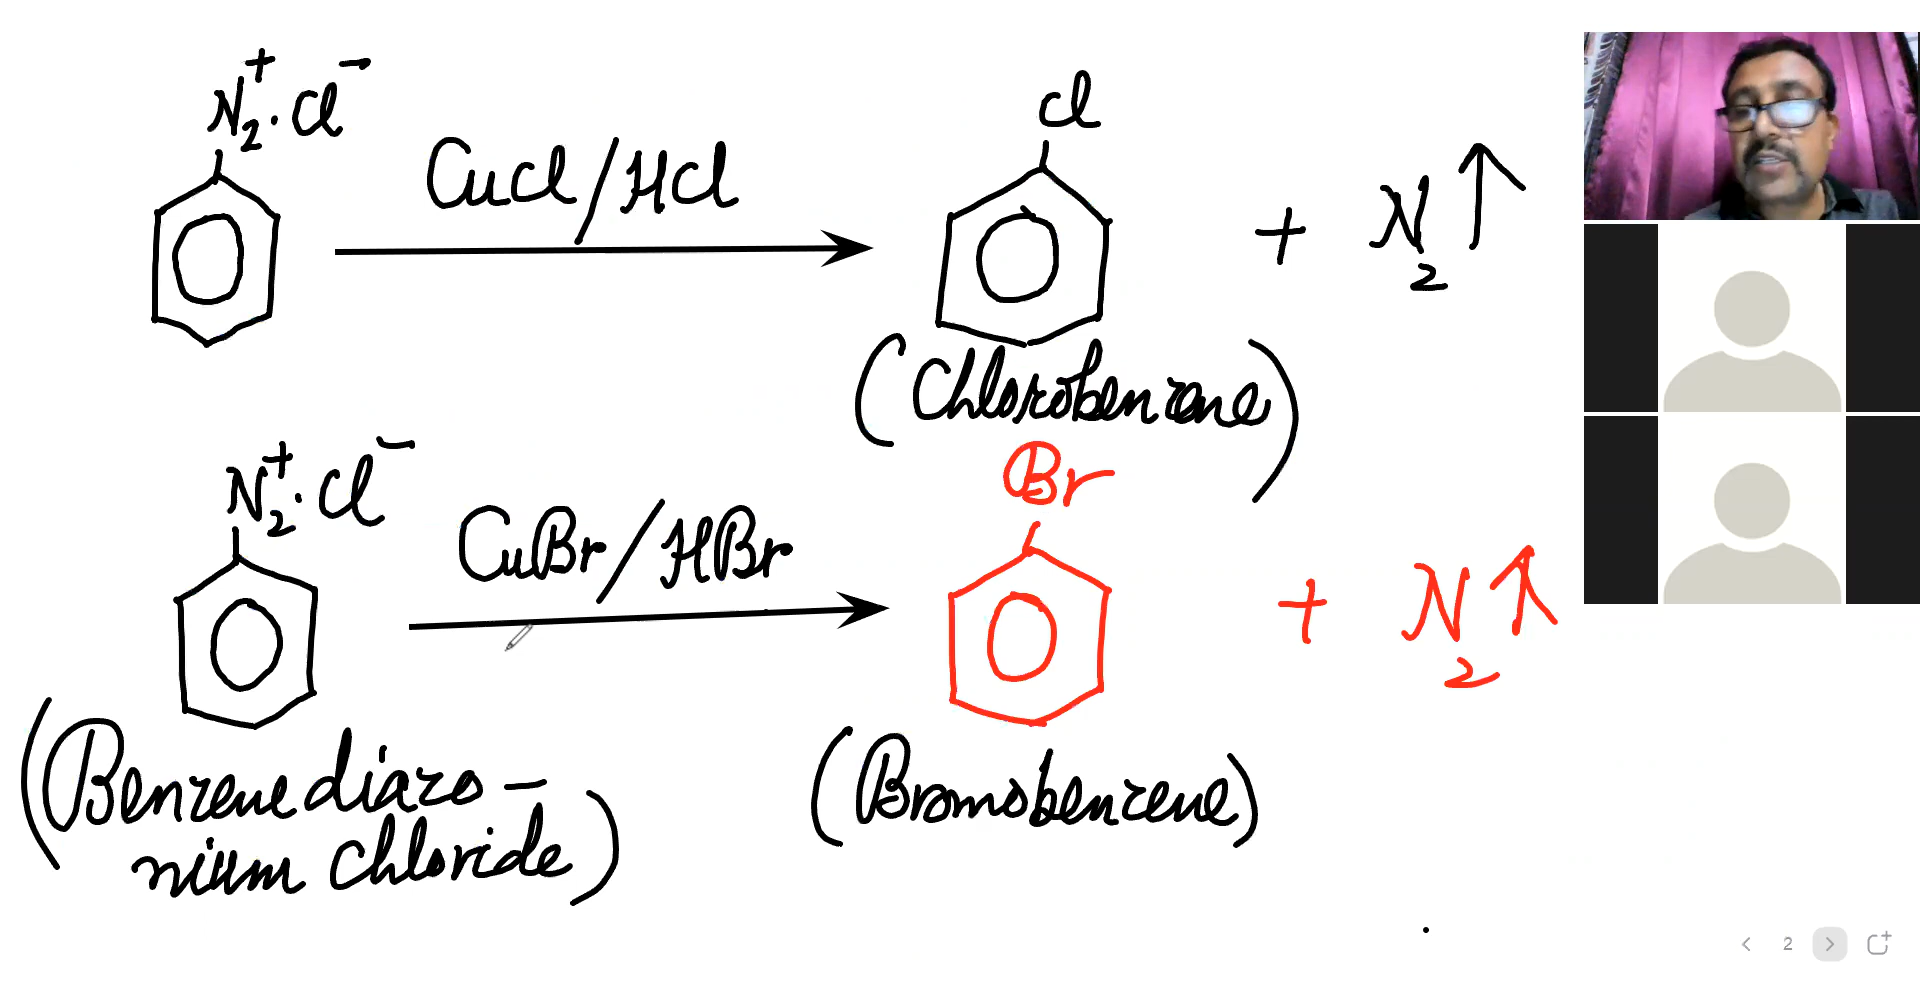 N₂⁺·Cl⁻
CuCl/HCl
Cl
+ N₂↑
(Chlorobenzene)
N₂⁺·Cl⁻
CuBr/HBr
Br
+ N₂↑
(Benzenediazo-
nium Chloride)
(Bromobenzene)
2